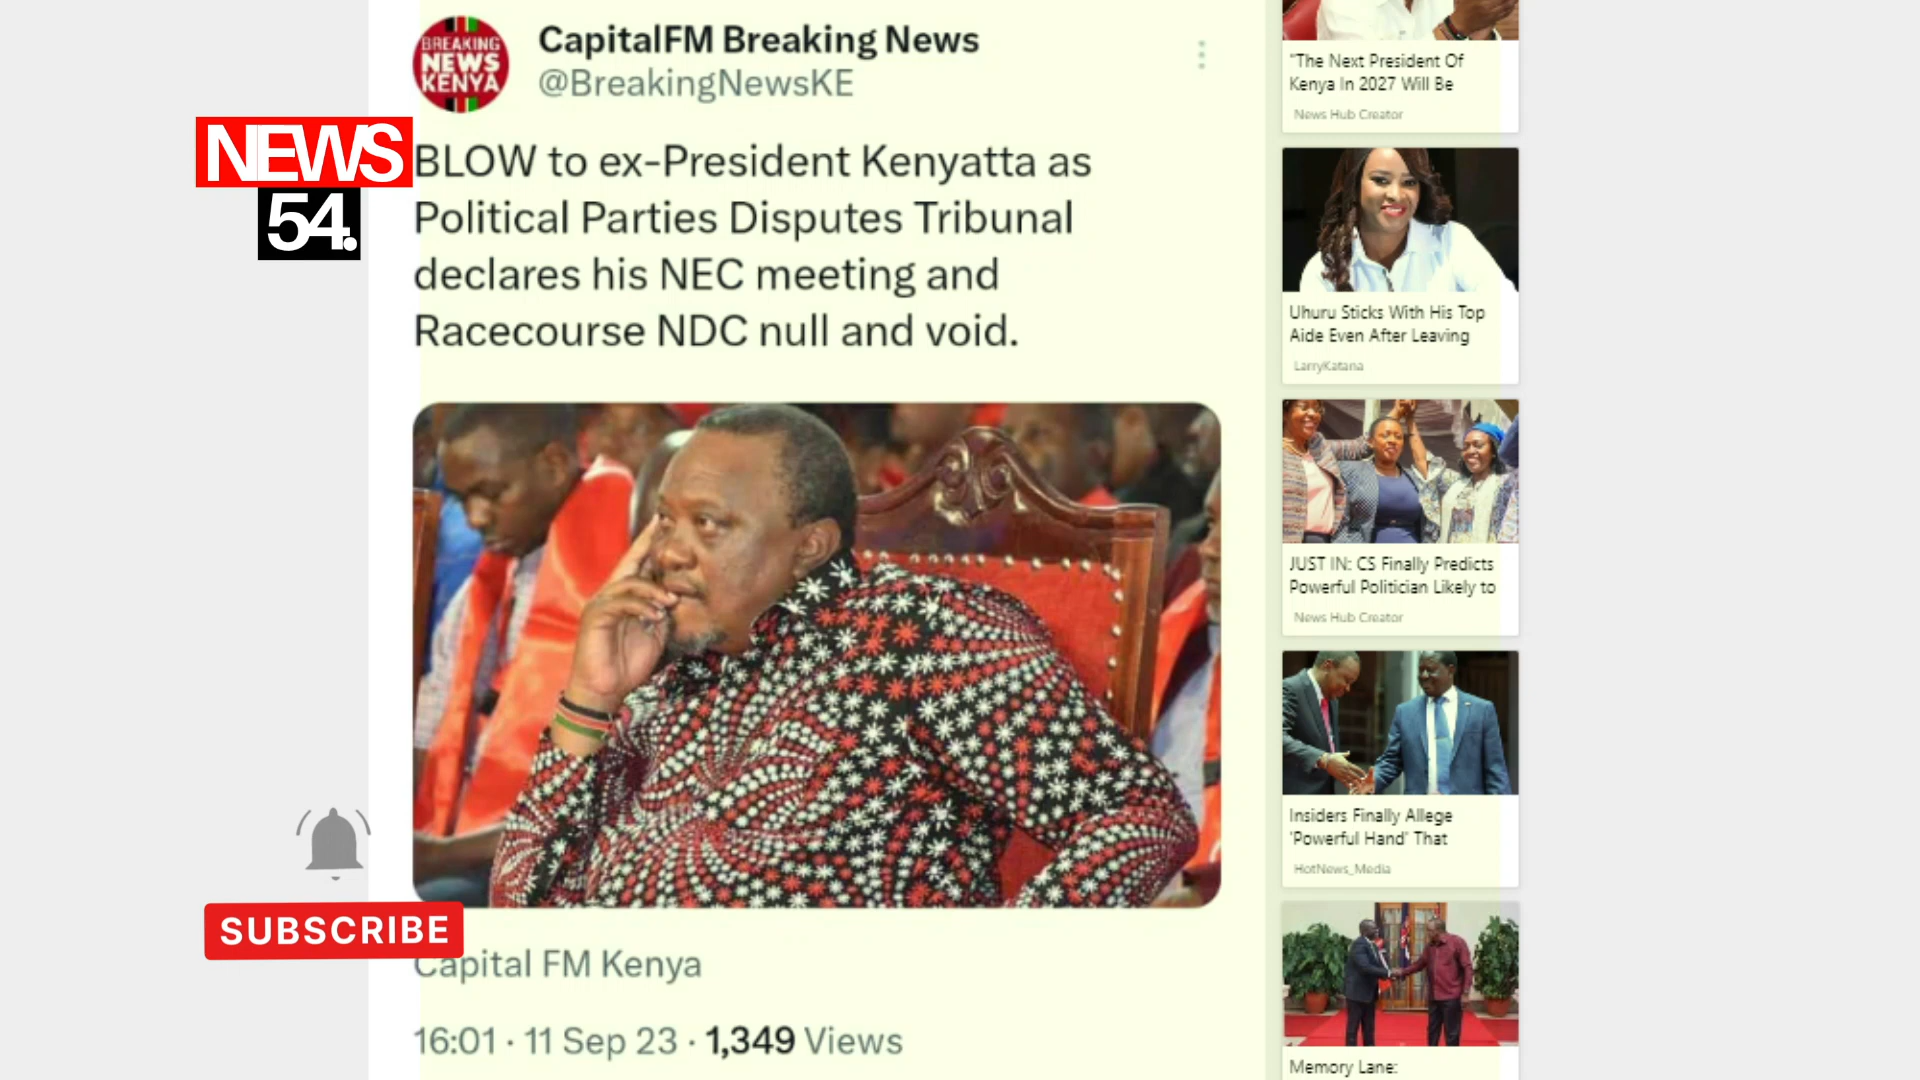 BREAKING
NEWS
KENYA
CapitalFM Breaking News
@BreakingNewsKE
NEWS
54.
BLOW to ex-President Kenyatta as
Political Parties Disputes Tribunal
declares his NEC meeting and
Racecourse NDC null and void.
SUBSCRIBE
Capital FM Kenya
16:01 · 11 Sep 23 · 1,349 Views
"The Next President Of
Kenya In 2027 Will Be
News Hub Creator
Uhuru Sticks With His Top
Aide Even After Leaving
LarryKatana
JUST IN: CS Finally Predicts
Powerful Politician Likely to
News Hub Creator
Insiders Finally Allege
'Powerful Hand' That
HotNews_Media
Memory Lane: